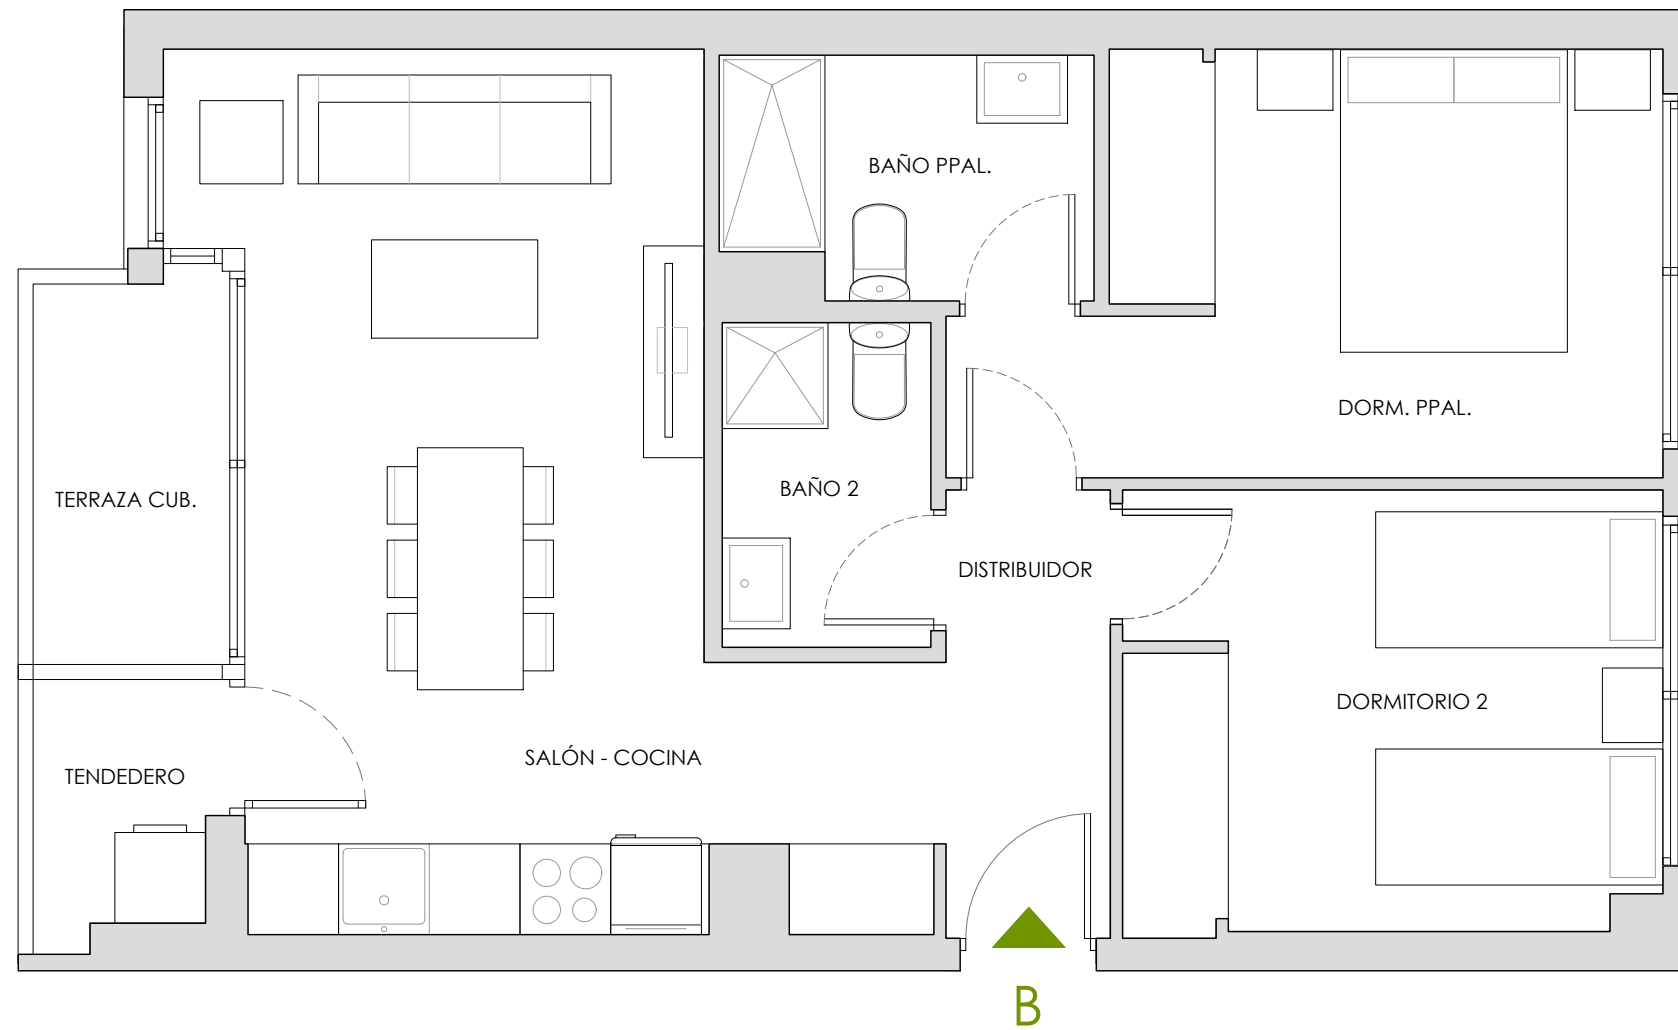 BAÑO PPAL.
DORM. PPAL.
TERRAZA CUB.
BAÑO 2
DISTRIBUIDOR
DORMITORIO 2
SALÓN - COCINA
TENDEDERO
B